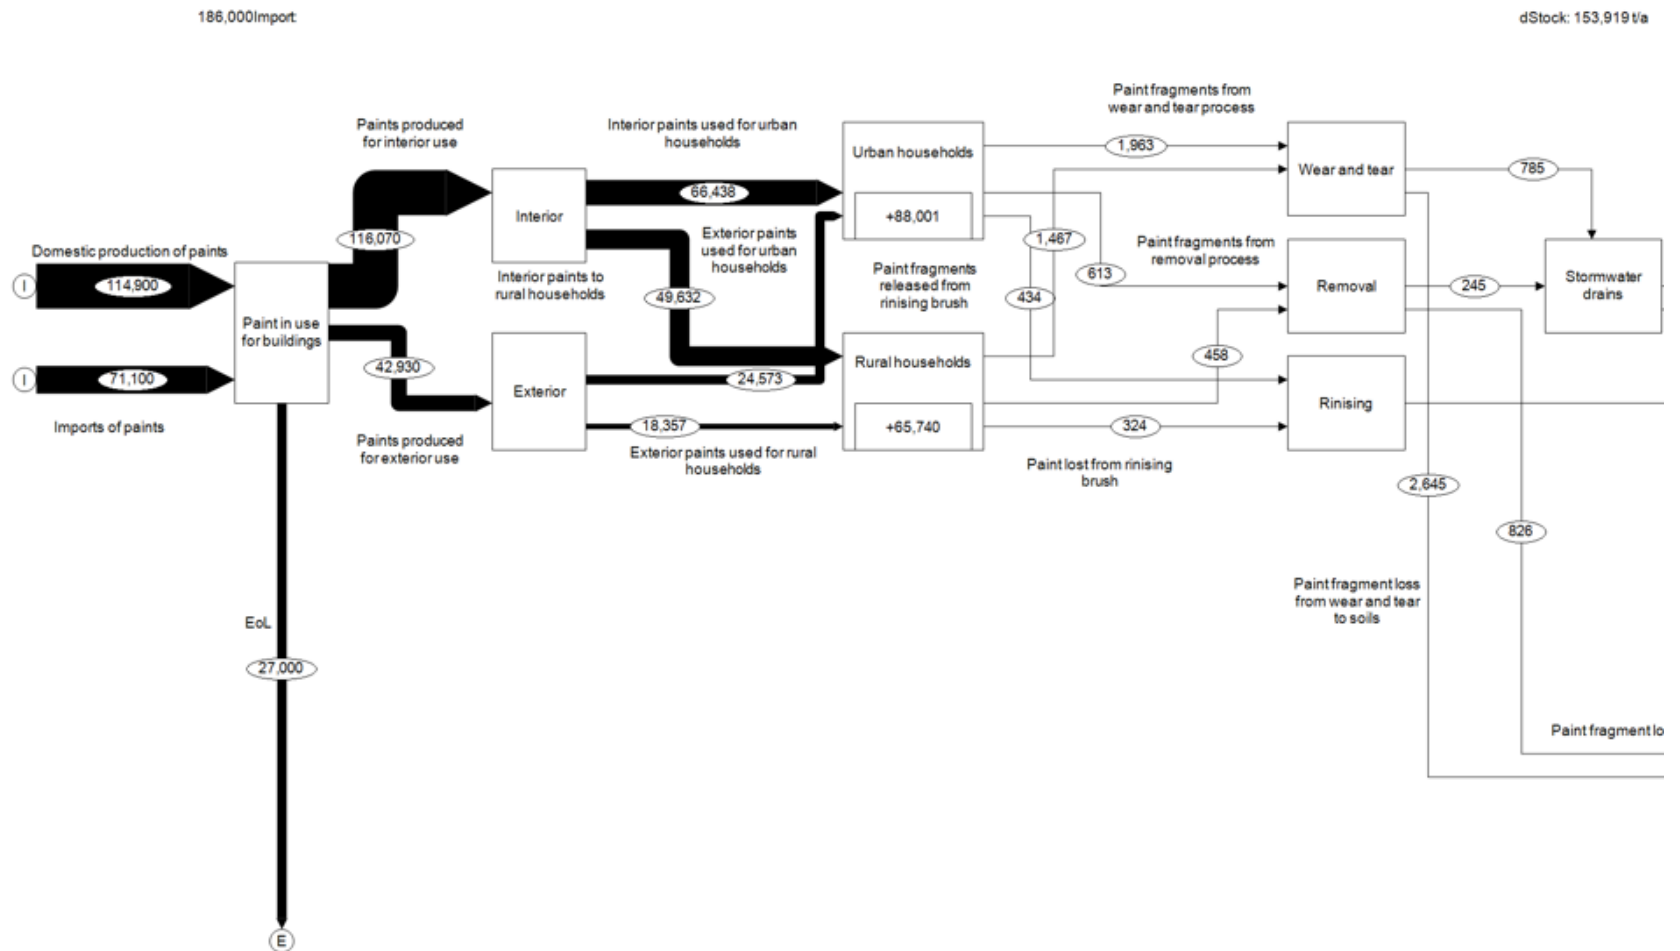 186,000Import:
dStock: 153,919 t/a
Paint fragments from
wear and tear process
Paints produced
for interior use
Interior paints used for urban
households
Urban households
+88,001
1,963
Wear and tear
785
66,438
Interior
116,070
Exterior paints
used for urban
households
1,467
Paint fragments from
removal process
Domestic production of paints
I
114,900
Interior paints to
rural households
49,632
Paint fragments
released from
rinising brush
434
613
Removal
245
Stormwater
drains
Paint in use
for buildings
42,930
Rural households
+65,740
458
I
71,100
24,573
Exterior
Rinising
Imports of paints
Paints produced
for exterior use
18,357
Exterior paints used for rural
households
324
Paint lost from rinising
brush
2,645
826
Paint fragment loss
from wear and tear
to soils
EoL
27,000
Paint fragment lo
E